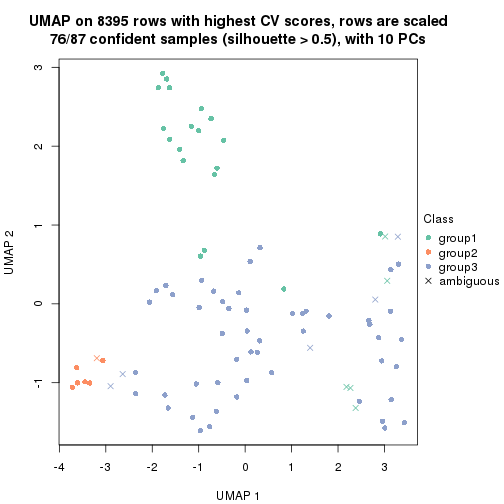 UMAP on 8395 rows with highest CV scores, rows are scaled
76/87 confident samples (silhouette > 0.5), with 10 PCs
3
2
1
0
-1
UMAP 2
-4 -3 -2 -1 0 1 2 3
UMAP 1
Class
group1
group2
group3
ambiguous